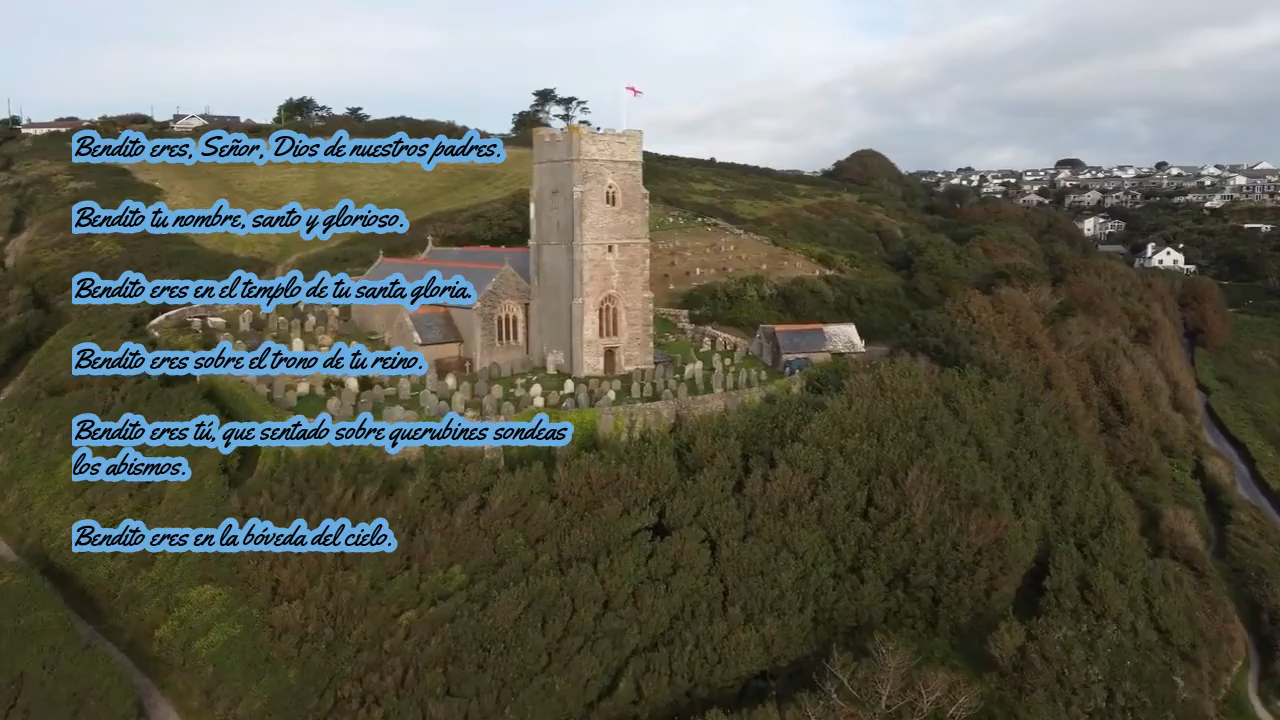 Bendito eres, Señor, Dios de nuestros padres.
Bendito tu nombre, santo y glorioso.
Bendito eres en el templo de tu santa gloria.
Bendito eres sobre el trono de tu reino.
Bendito eres tú, que sentado sobre querubines sondeas
los abismos.
Bendito eres en la bóveda del cielo.